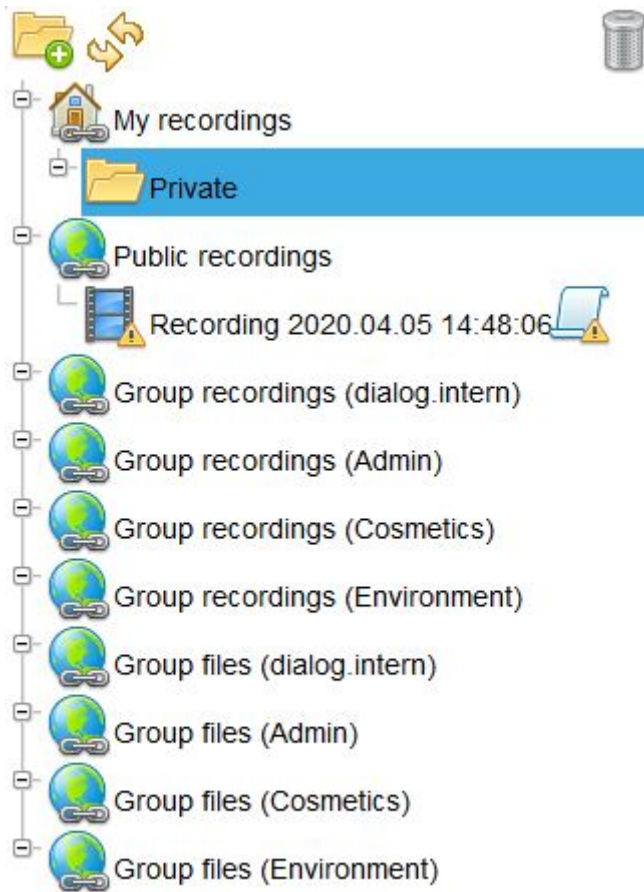 My recordings
Private
Public recordings
Recording 2020.04.05 14:48:06
Group recordings (dialog.intern)
Group recordings (Admin)
Group recordings (Cosmetics)
Group recordings (Environment)
Group files (dialog.intern)
Group files (Admin)
Group files (Cosmetics)
Group files (Environment)